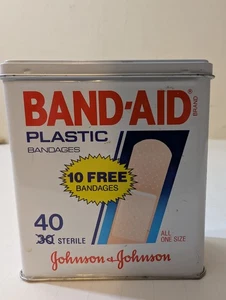 BAND-AID®
BRAND
PLASTIC
BANDAGES
10 FREE
BANDAGES
40
30 STERILE
ALL
ONE SIZE
Johnson & Johnson